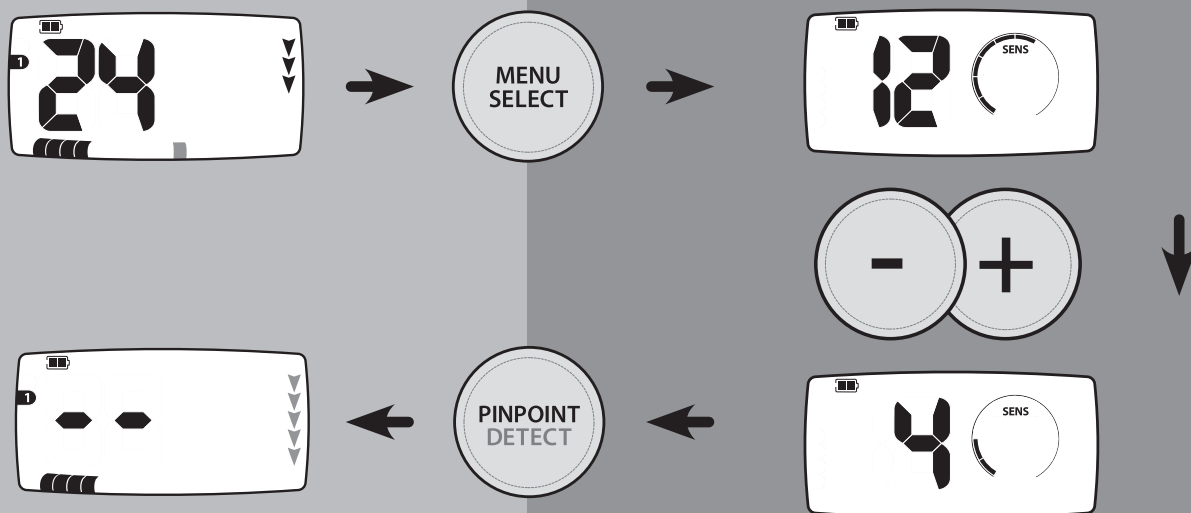 1
24
MENU
SELECT
12
SENS
- +
1
- -
PINPOINT
DETECT
4
SENS